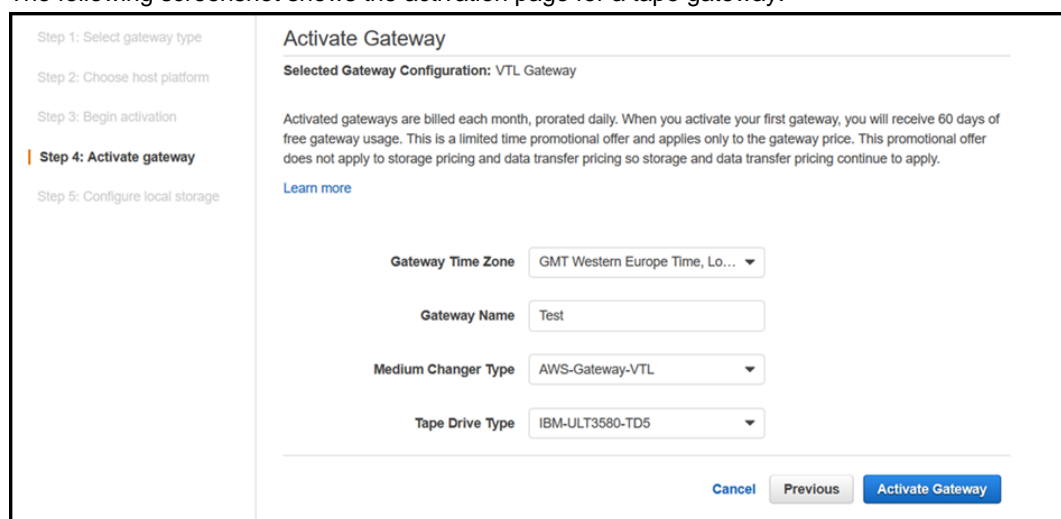 The following screenshot shows the activation page for a tape gateway:
Step 1: Select gateway type
Step 2: Choose host platform
Step 3: Begin activation
Step 4: Activate gateway
Step 5: Configure local storage
Activate Gateway
Selected Gateway Configuration: VTL Gateway
Activated gateways are billed each month, prorated daily. When you activate your first gateway, you will receive 60 days of
free gateway usage. This is a limited time promotional offer and applies only to the gateway price. This promotional offer
does not apply to storage pricing and data transfer pricing so storage and data transfer pricing continue to apply.
Learn more
Gateway Time Zone GMT Western Europe Time, Lo...
Gateway Name Test
Medium Changer Type AWS-Gateway-VTL
Tape Drive Type IBM-ULT3580-TD5
Cancel Previous Activate Gateway